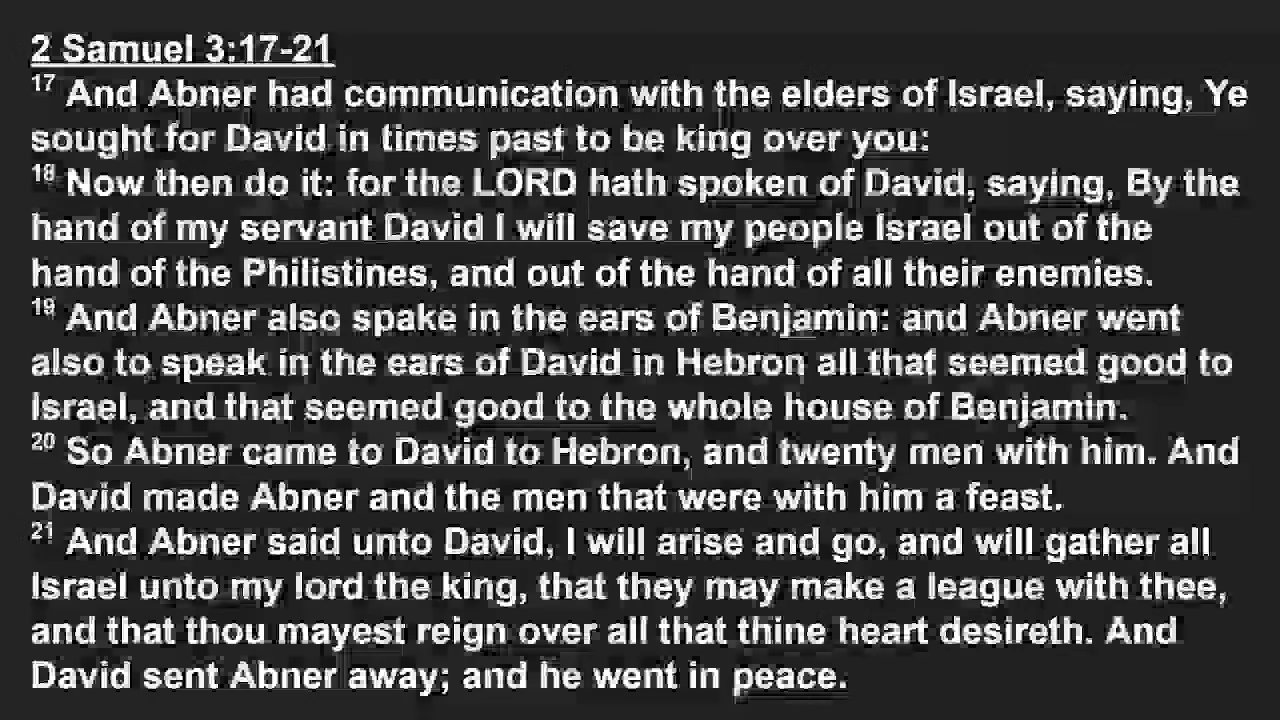 2 Samuel 3:17-21
17 And Abner had communication with the elders of Israel, saying, Ye
sought for David in times past to be king over you:
18 Now then do it: for the LORD hath spoken of David, saying, By the
hand of my servant David I will save my people Israel out of the
hand of the Philistines, and out of the hand of all their enemies.
19 And Abner also spake in the ears of Benjamin: and Abner went
also to speak in the ears of David in Hebron all that seemed good to
Israel, and that seemed good to the whole house of Benjamin.
20 So Abner came to David to Hebron, and twenty men with him. And
David made Abner and the men that were with him a feast.
21 And Abner said unto David, I will arise and go, and will gather all
Israel unto my lord the king, that they may make a league with thee,
and that thou mayest reign over all that thine heart desireth. And
David sent Abner away; and he went in peace.